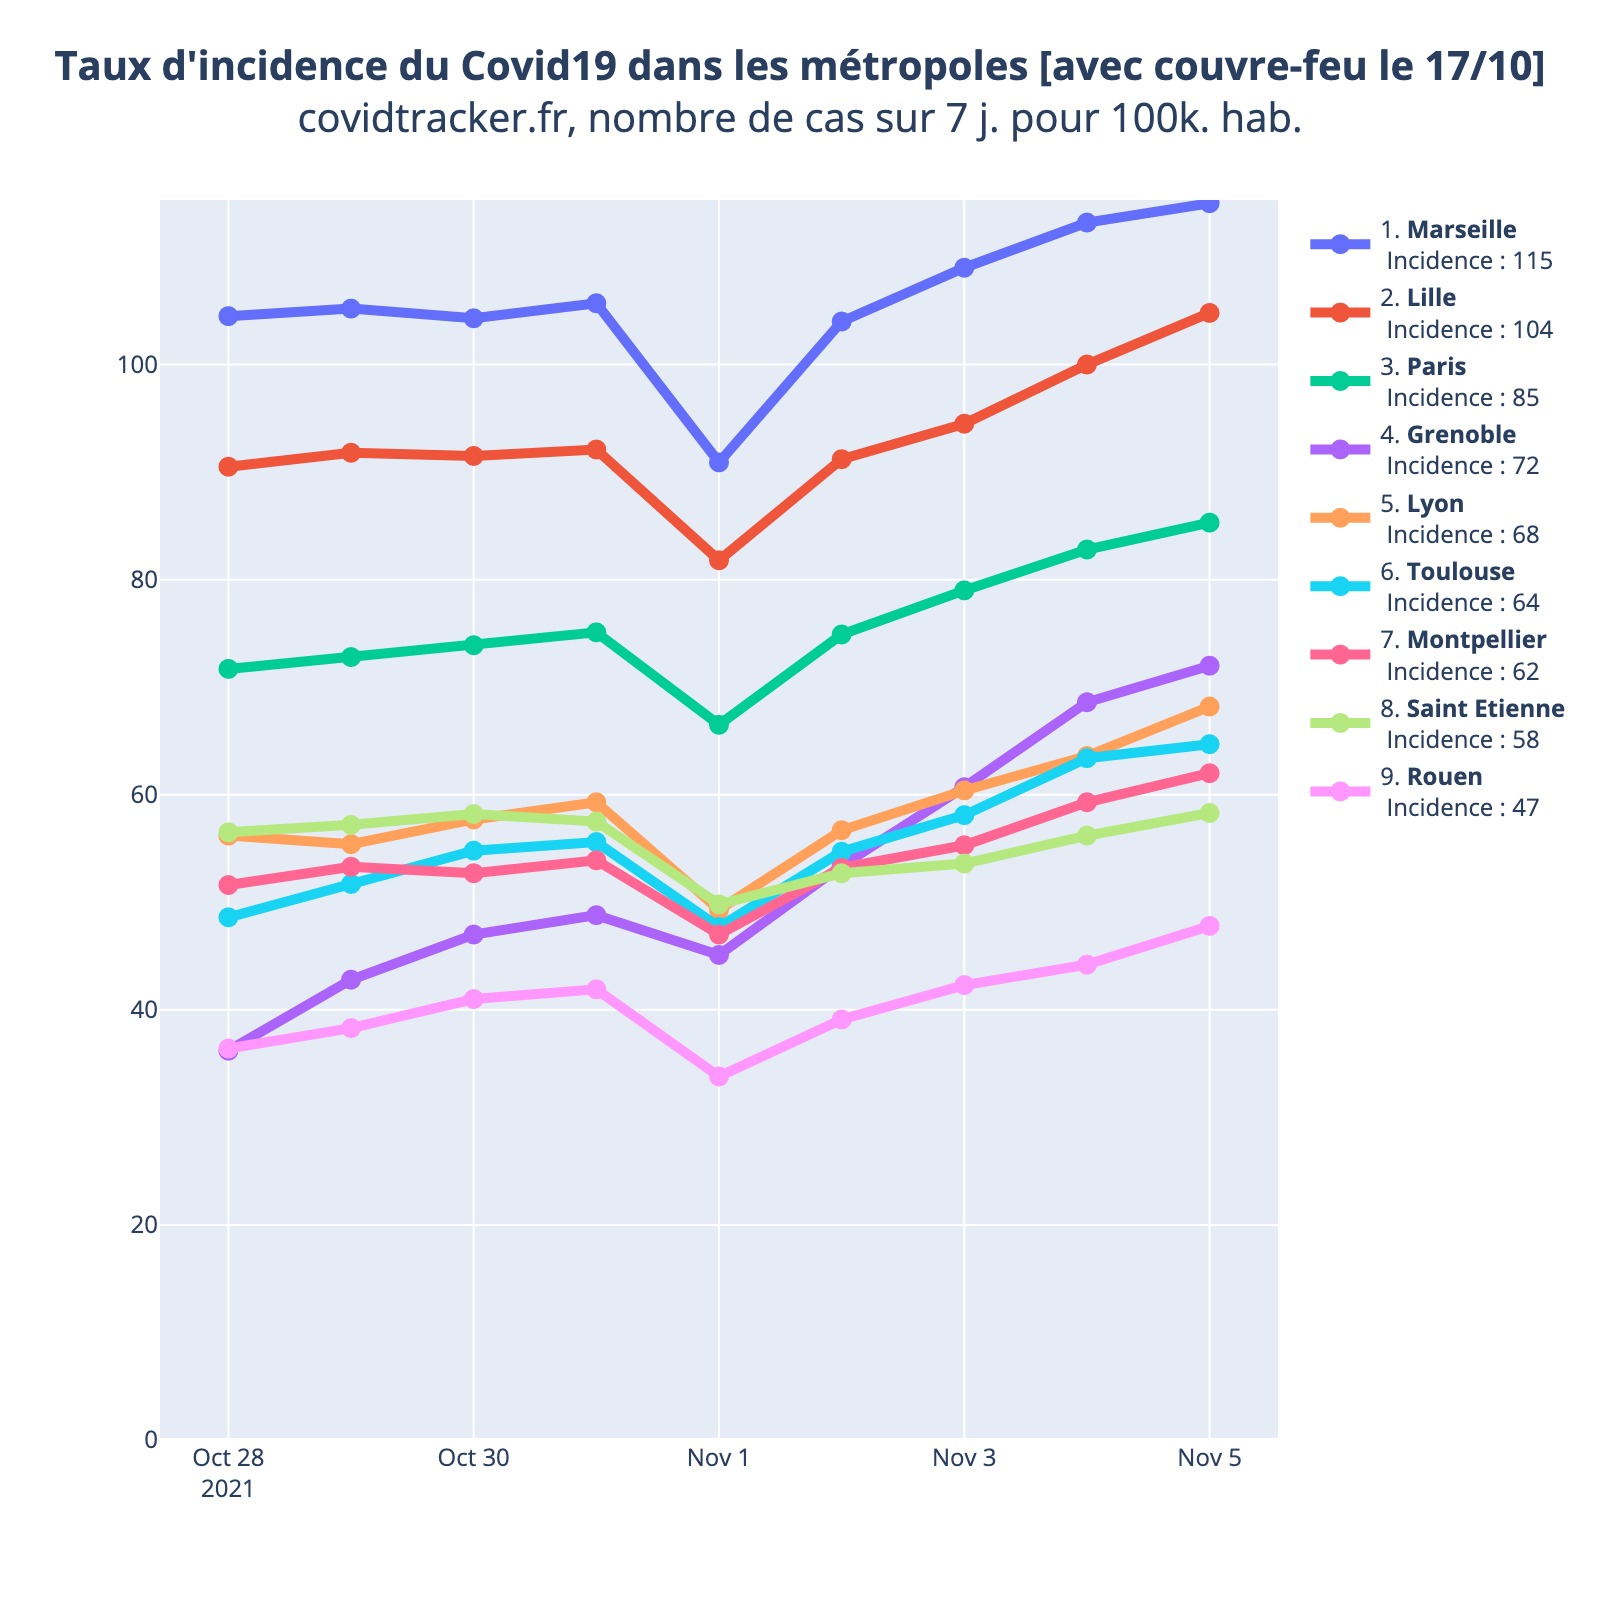 Taux d'incidence du Covid19 dans les métropoles [avec couvre-feu le 17/10]
covidtracker.fr, nombre de cas sur 7 j. pour 100k. hab.
1. Marseille
Incidence : 115
2. Lille
Incidence : 104
3. Paris
Incidence : 85
4. Grenoble
Incidence : 72
5. Lyon
Incidence : 68
6. Toulouse
Incidence : 64
7. Montpellier
Incidence : 62
8. Saint Etienne
Incidence : 58
9. Rouen
Incidence : 47
100
80
60
40
20
0
Oct 28
2021
Oct 30
Nov 1
Nov 3
Nov 5